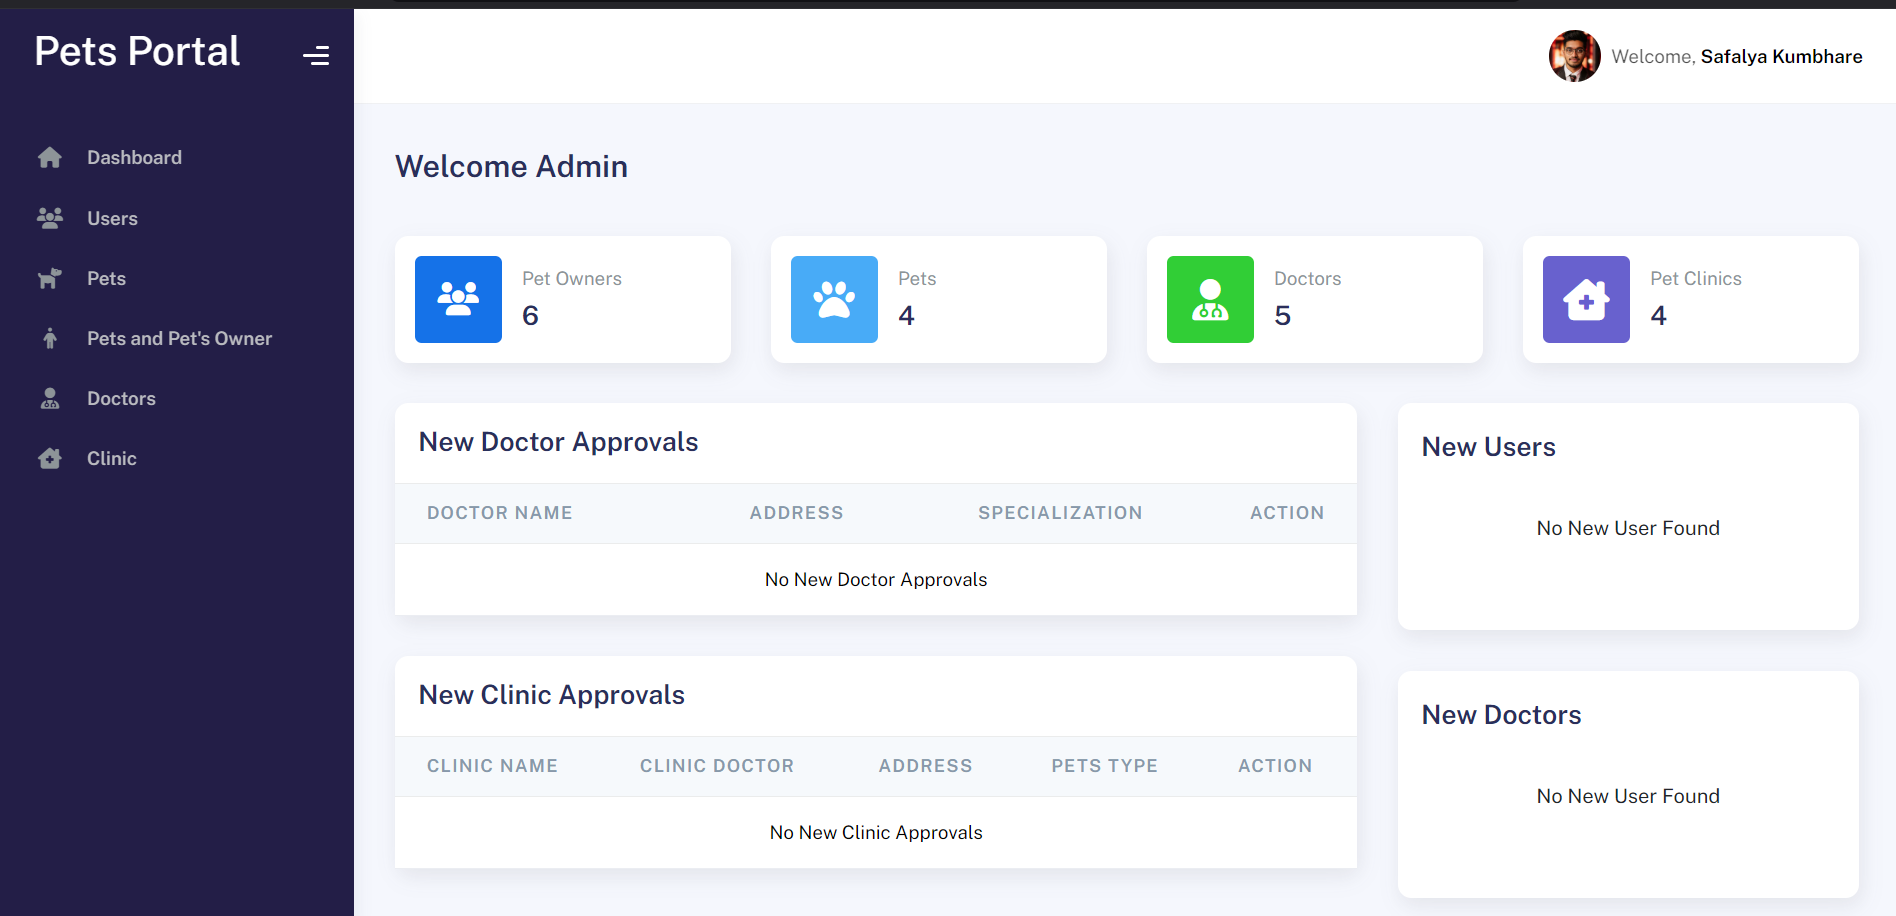 Pets Portal
Welcome, Safalya Kumbhare
Dashboard
Users
Pets
Pets and Pet's Owner
Doctors
Clinic
Welcome Admin
Pet Owners
6
Pets
4
Doctors
5
Pet Clinics
4
New Doctor Approvals
DOCTOR NAME ADDRESS SPECIALIZATION ACTION
No New Doctor Approvals
New Users
No New User Found
New Clinic Approvals
CLINIC NAME CLINIC DOCTOR ADDRESS PETS TYPE ACTION
No New Clinic Approvals
New Doctors
No New User Found